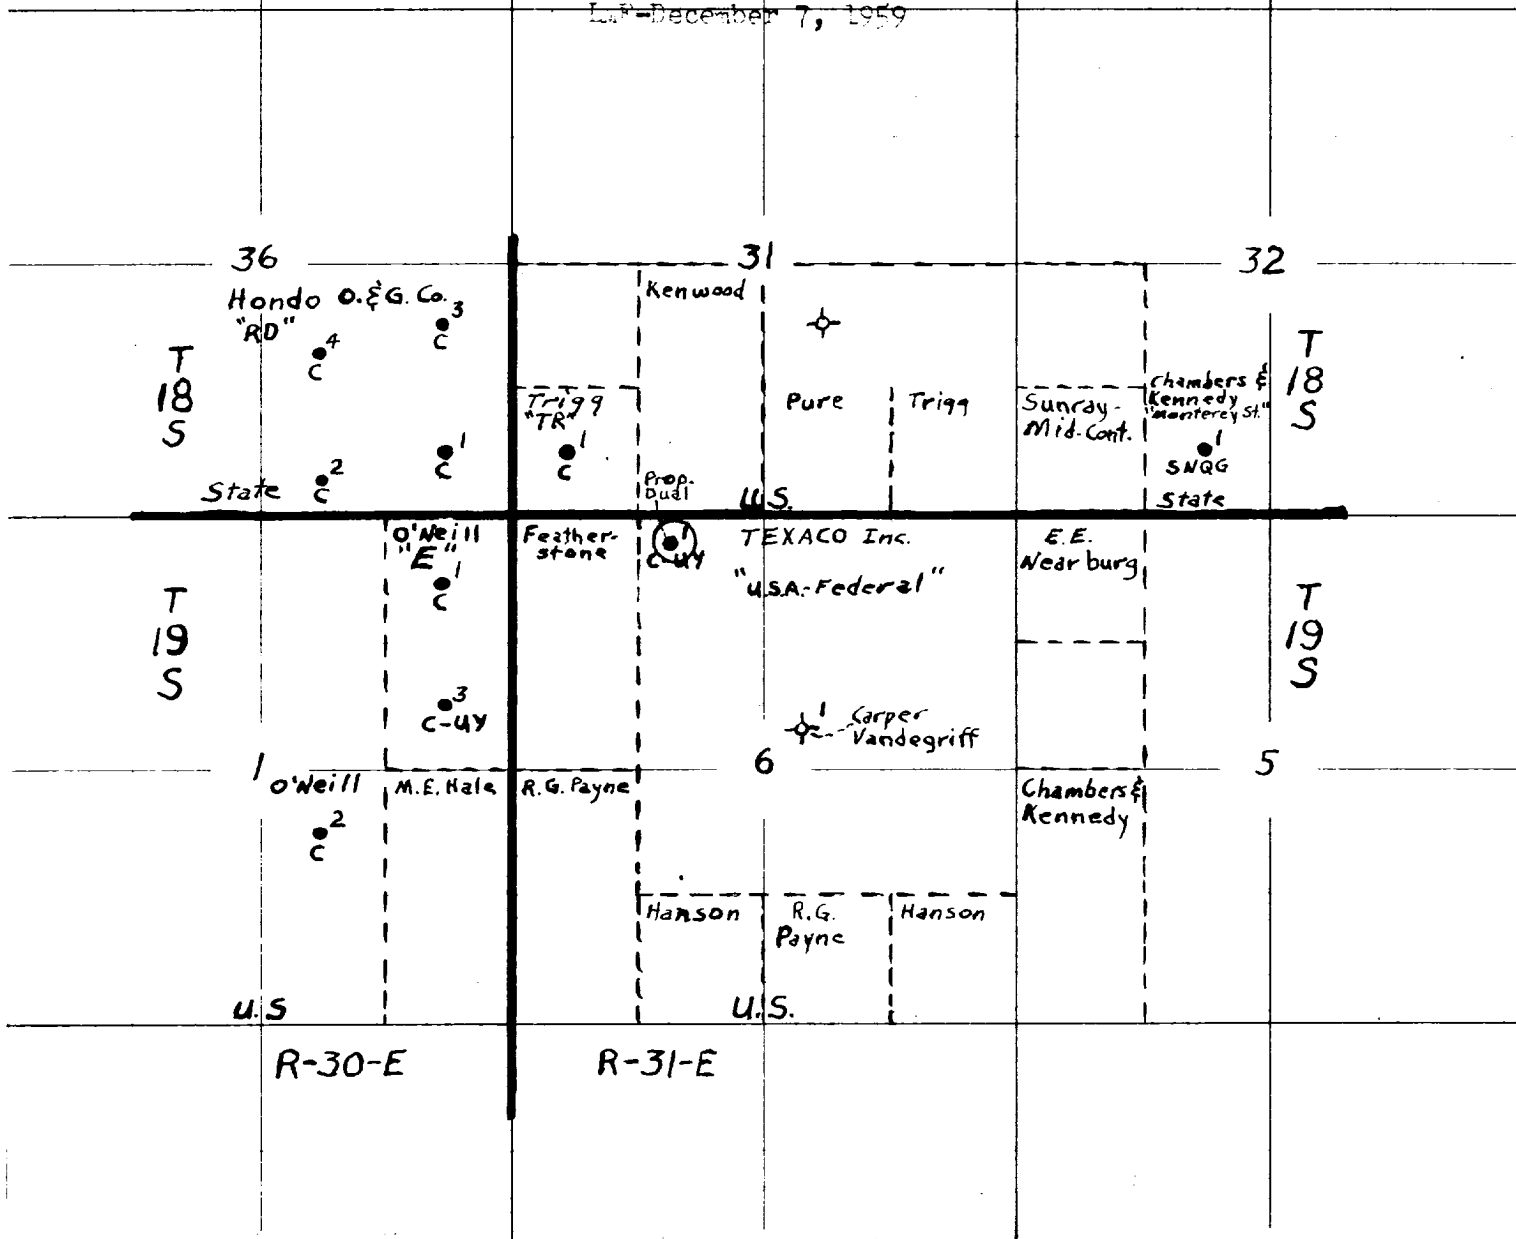 December 7, 1959
36
31
32
Hondo O. & G. Co.
"RD"
3
C
4
C
Kenwood
T
18
S
T
18
S
Trigg
"TR"
1
C
Pure
Trigg
Sunray-
Mid-Cont.
Chambers &
Kennedy
"Monterey St."
1
SNQG
State
1
C
2
C
State
Prop.
Dual
U.S.
O'Neill
"E"
1
C
Feather-
stone
1
C-UY
TEXACO Inc.
"U.S.A.-Federal"
E.E.
Nearburg
T
19
S
T
19
S
3
C-UY
1
Carper
Vandegriff
1
6
5
O'Neill
2
C
M.E. Hale
R.G. Payne
Chambers &
Kennedy
Hanson
R.G.
Payne
Hanson
U.S
U.S.
R-30-E
R-31-E